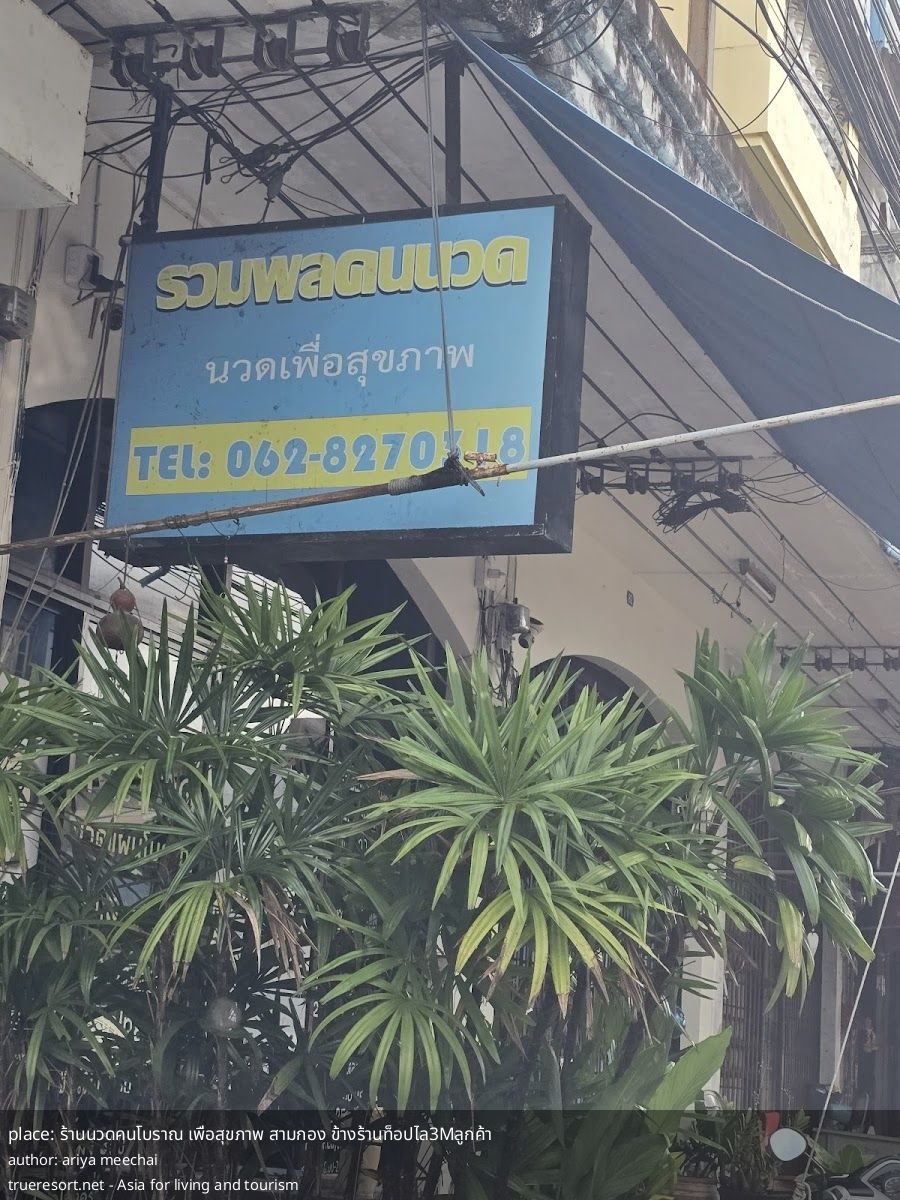 รวมพลคนนวด
นวดเพื่อสุขภาพ
TEL: 062-8270318
place: ร้านนวดคนโบราณ เพื่อสุขภาพ สามกอง ข้างร้านท็อปไล3Mลูกค้า
author: ariya meechai
trueresort.net - Asia for living and tourism